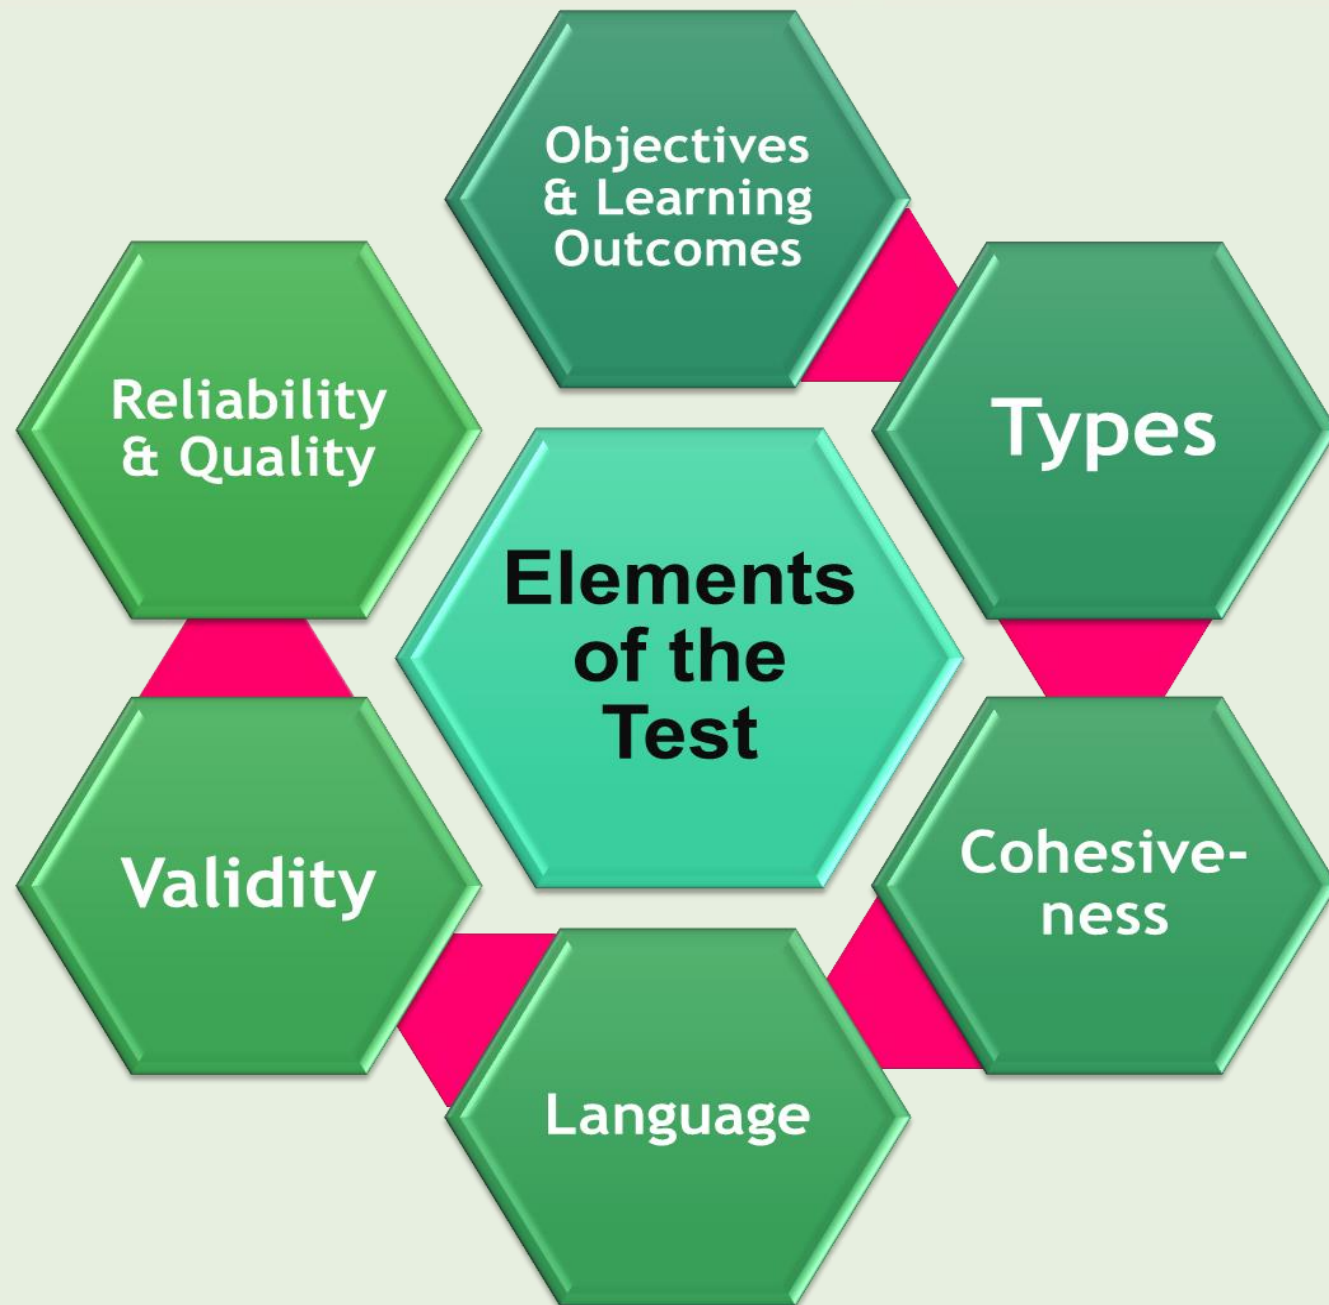 Objectives
& Learning
Outcomes
Types
Cohesive-
ness
Language
Validity
Reliability
& Quality
Elements
of the
Test